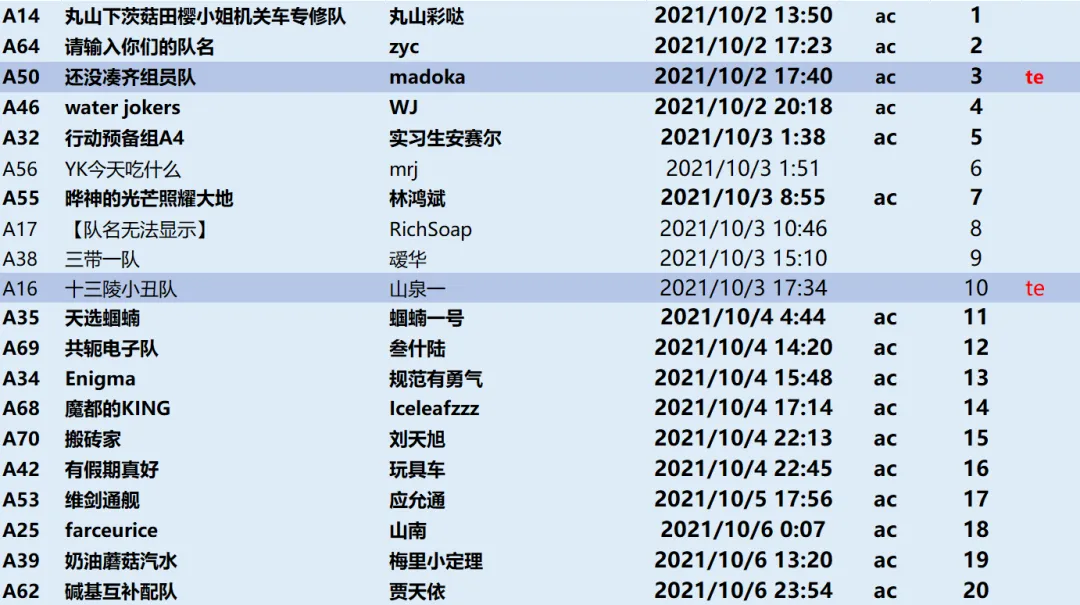 A14 丸山下茨菇田樱小姐机关车专修队 丸山彩哒 2021/10/2 13:50 ac 1
A64 请输入你们的队名 zyc 2021/10/2 17:23 ac 2
A50 还没凑齐组员队 madoka 2021/10/2 17:40 ac 3 te
A46 water jokers WJ 2021/10/2 20:18 ac 4
A32 行动预备组A4 实习生安赛尔 2021/10/3 1:38 ac 5
A56 YK今天吃什么 mrj 2021/10/3 1:51 6
A55 晔神的光芒照耀大地 林鸿斌 2021/10/3 8:55 ac 7
A17 【队名无法显示】 RichSoap 2021/10/3 10:46 8
A38 三带一队 叆华 2021/10/3 15:10 9
A16 十三陵小丑队 山泉一 2021/10/3 17:34 10 te
A35 天选蝈蝻 蝈蝻一号 2021/10/4 4:44 ac 11
A69 共轭电子队 叁什陆 2021/10/4 14:20 ac 12
A34 Enigma 规范有勇气 2021/10/4 15:48 ac 13
A68 魔都的KING Iceleafzzz 2021/10/4 17:14 ac 14
A70 搬砖家 刘天旭 2021/10/4 22:13 ac 15
A42 有假期真好 玩具车 2021/10/4 22:45 ac 16
A53 维剑通舰 应允通 2021/10/5 17:56 ac 17
A25 farceurice 山南 2021/10/6 0:07 ac 18
A39 奶油蘑菇汽水 梅里小定理 2021/10/6 13:20 ac 19
A62 碱基互补配队 贾天依 2021/10/6 23:54 ac 20